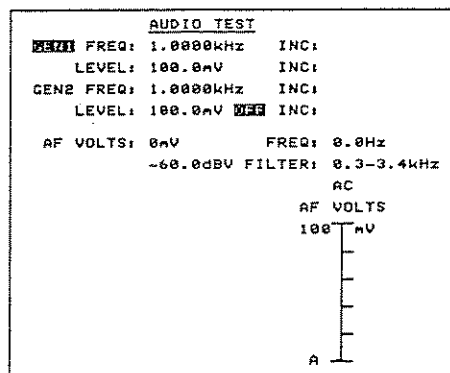 AUDIO TEST
GEN1 FREQ: 1.0000kHz INC:
LEVEL: 100.0mV INC:
GEN2 FREQ: 1.0000kHz INC:
LEVEL: 100.0mV OFF INC:
AF VOLTS: 0mV FREQ: 0.0Hz
-60.0dBV FILTER: 0.3-3.4kHz
AC
AF VOLTS
100 mV
A